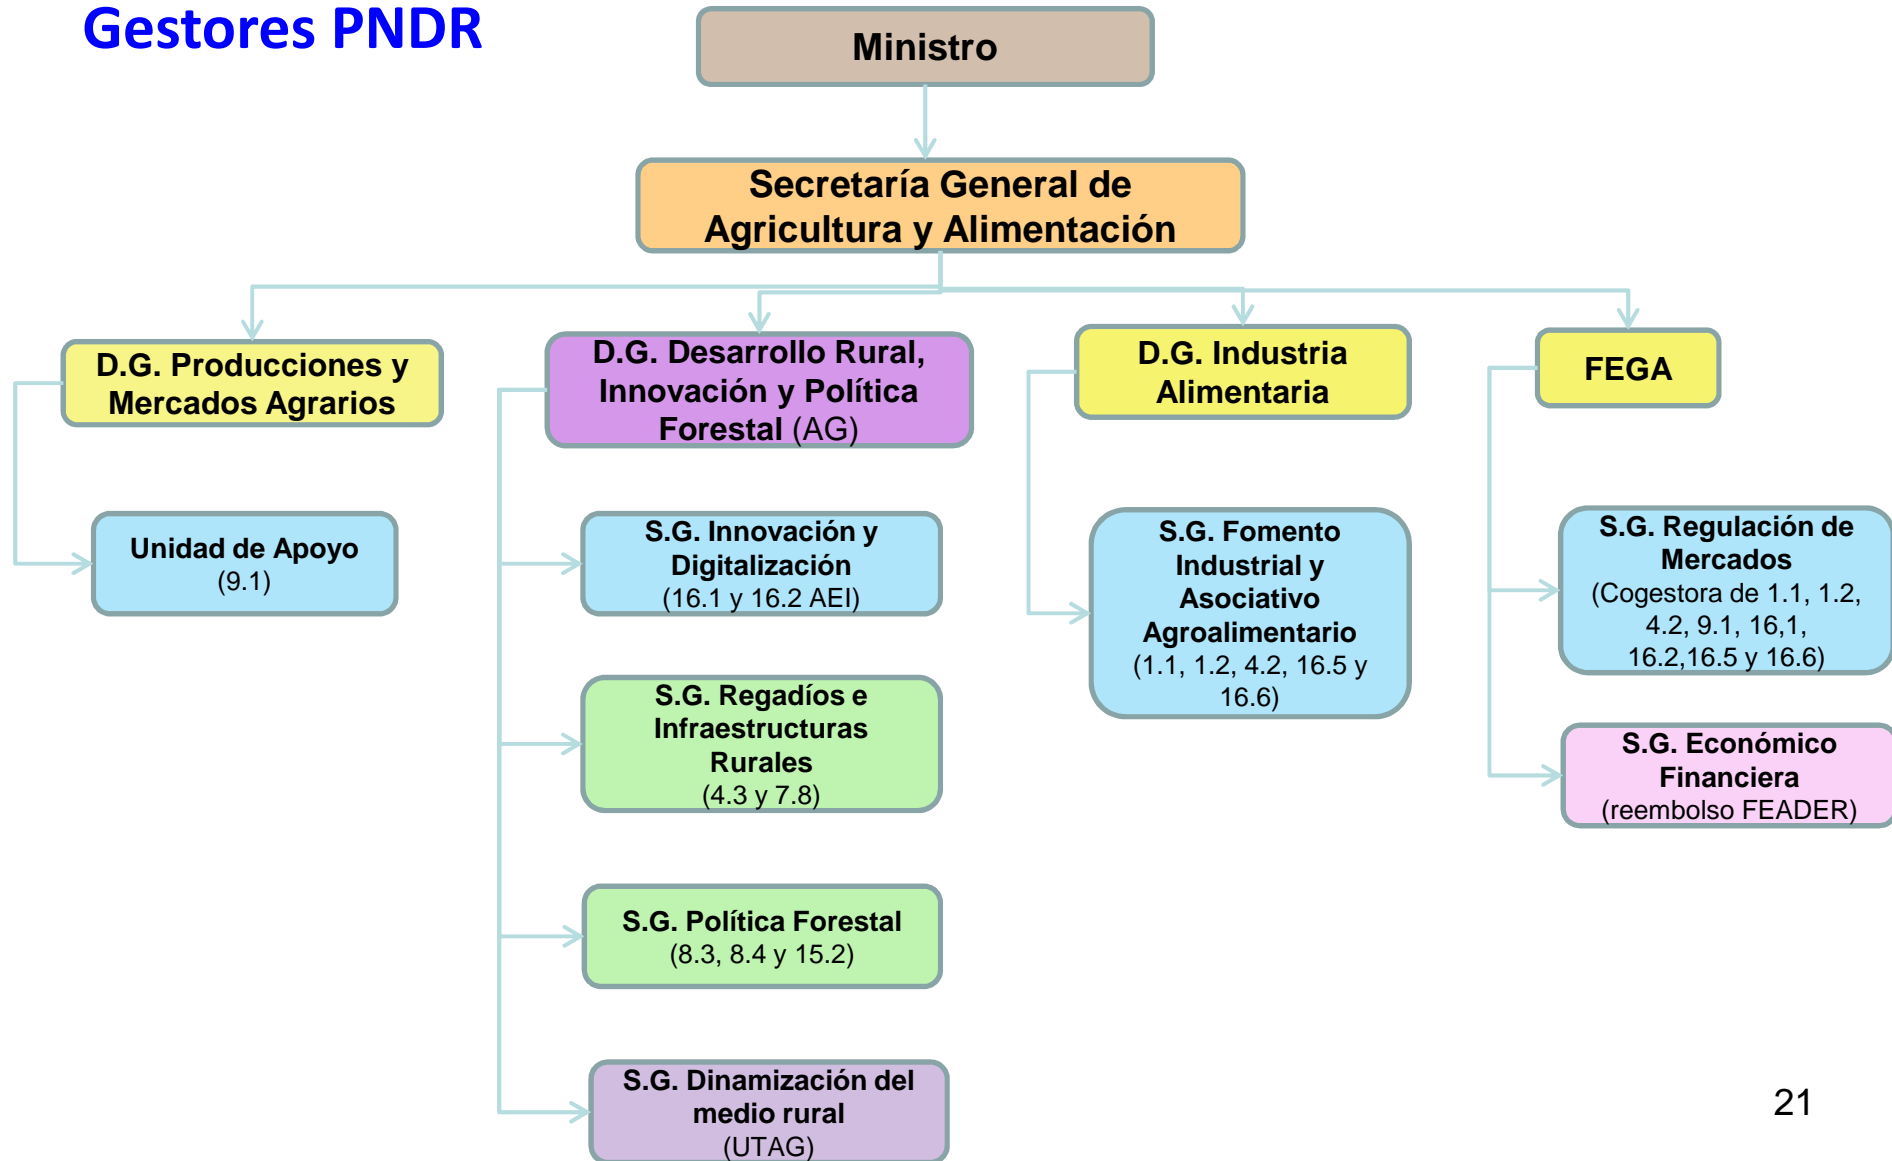 Gestores PNDR
Ministro
Secretaría General de
Agricultura y Alimentación
D.G. Producciones y
Mercados Agrarios
D.G. Desarrollo Rural,
Innovación y Política
Forestal (AG)
D.G. Industria
Alimentaria
FEGA
Unidad de Apoyo
(9.1)
S.G. Innovación y
Digitalización
(16.1 y 16.2 AEI)
S.G. Regadíos e
Infraestructuras
Rurales
(4.3 y 7.8)
S.G. Política Forestal
(8.3, 8.4 y 15.2)
S.G. Dinamización del
medio rural
(UTAG)
S.G. Fomento
Industrial y
Asociativo
Agroalimentario
(1.1, 1.2, 4.2, 16.5 y
16.6)
S.G. Regulación de
Mercados
(Cogestora de 1.1, 1.2,
4.2, 9.1, 16,1,
16.2,16.5 y 16.6)
S.G. Económico
Financiera
(reembolso FEADER)
21